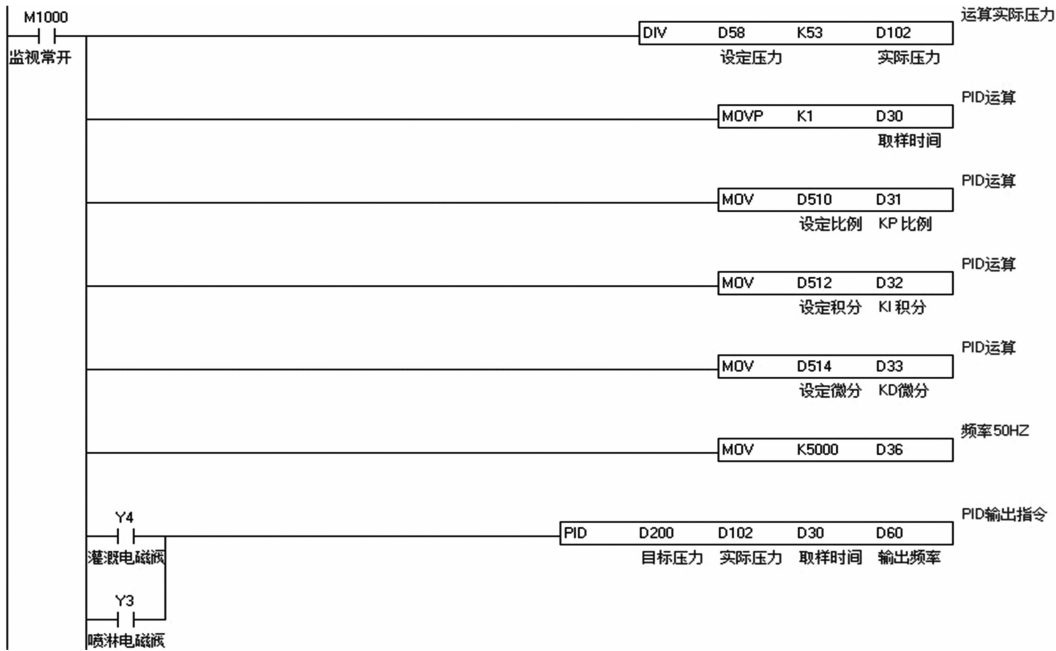 M1000
监视常开
运算实际压力
DIV D58 K53 D102
设定压力 实际压力
PID运算
MOVP K1 D30
取样时间
PID运算
MOV D510 D31
设定比例 KP 比例
PID运算
MOV D512 D32
设定积分 KI 积分
PID运算
MOV D514 D33
设定微分 KD微分
频率50HZ
MOV K5000 D36
PID输出指令
Y4
PID D200 D102 D30 D60
灌溉电磁阀 目标压力 实际压力 取样时间 输出频率
Y3
喷淋电磁阀